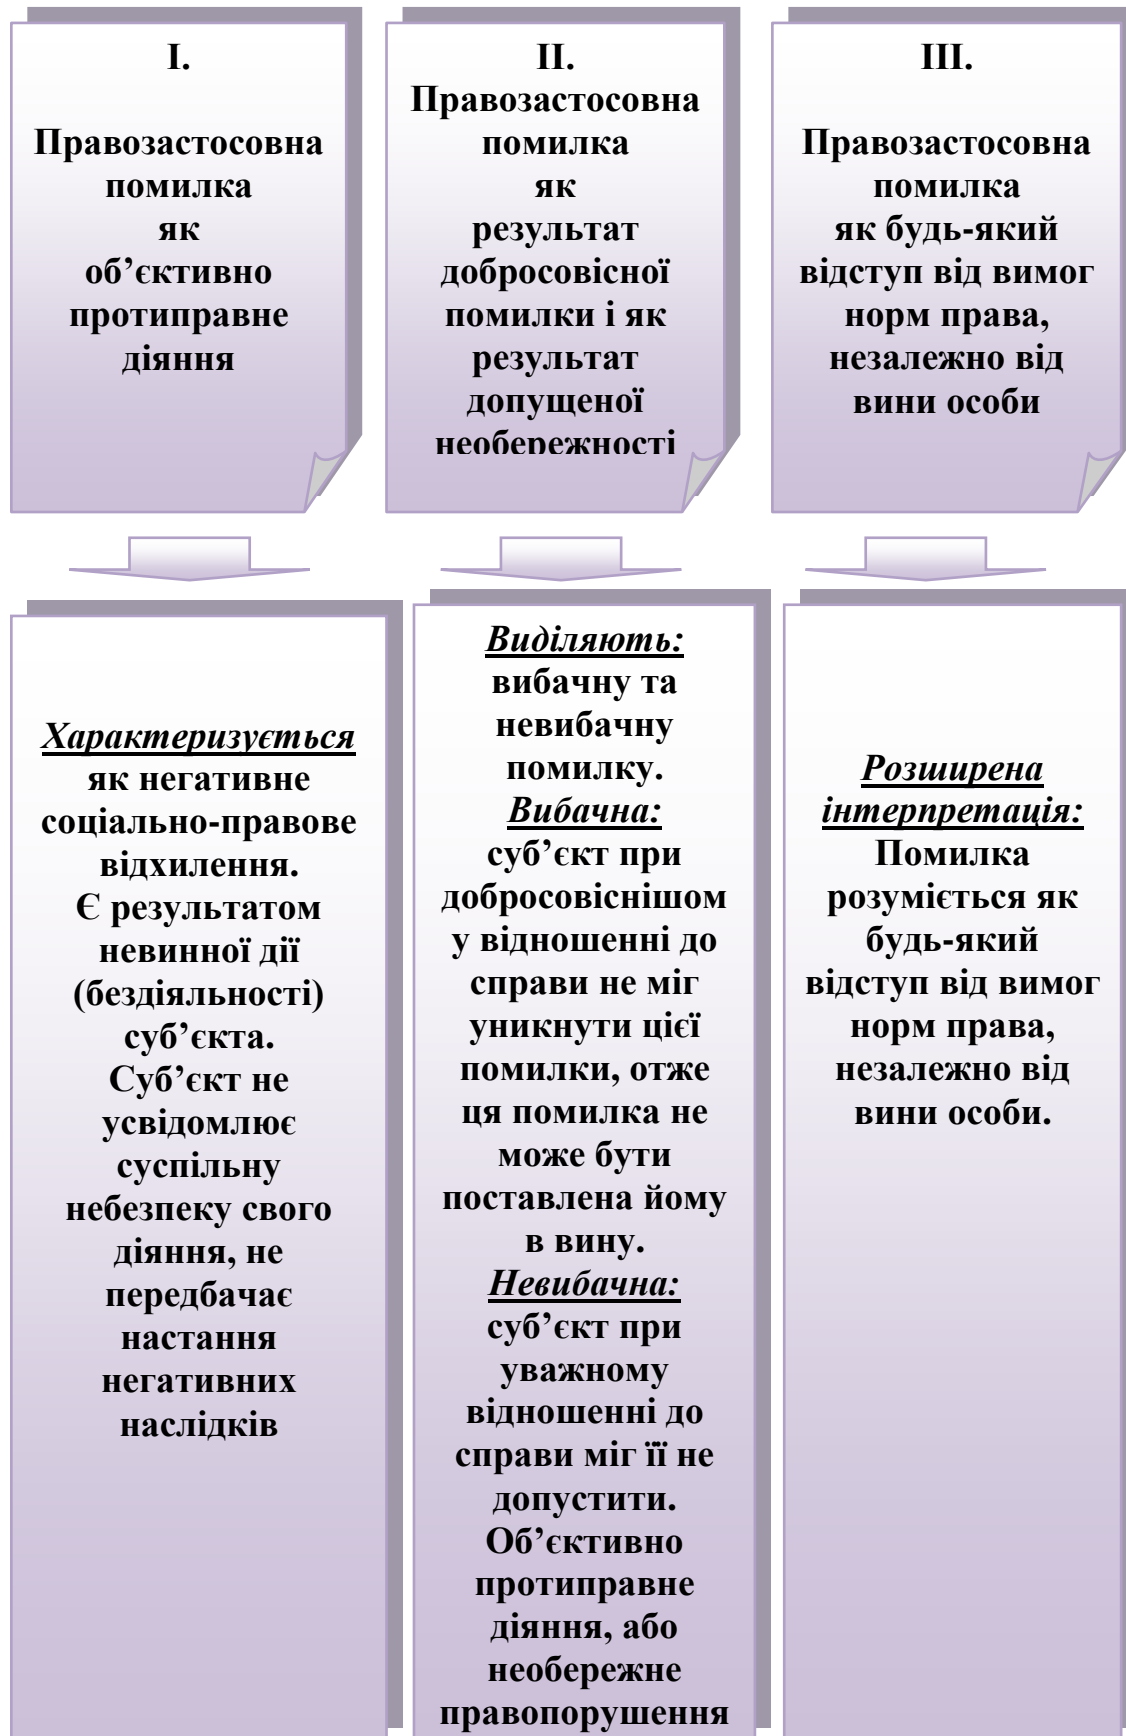 I.
Правозастосовна
помилка
як
об’єктивно
протиправне
діяння
II.
Правозастосовна
помилка
як
результат
добросовісної
помилки і як
результат
допущеної
необережності
III.
Правозастосовна
помилка
як будь-який
відступ від вимог
норм права,
незалежно від
вини особи
Характеризується
як негативне
соціально-правове
відхилення.
Є результатом
невинної дії
(бездіяльності)
суб’єкта.
Суб’єкт не
усвідомлює
суспільну
небезпеку свого
діяння, не
передбачає
настання
негативних
наслідків
Виділяють:
вибачну та
невибачну
помилку.
Вибачна:
суб’єкт при
добросовіснішом
у відношенні до
справи не міг
уникнути цієї
помилки, отже
ця помилка не
може бути
поставлена йому
в вину.
Невибачна:
суб’єкт при
уважному
відношенні до
справи міг її не
допустити.
Об’єктивно
протиправне
діяння, або
необережне
правопорушення
Розширена
інтерпретація:
Помилка
розуміється як
будь-який
відступ від вимог
норм права,
незалежно від
вини особи.